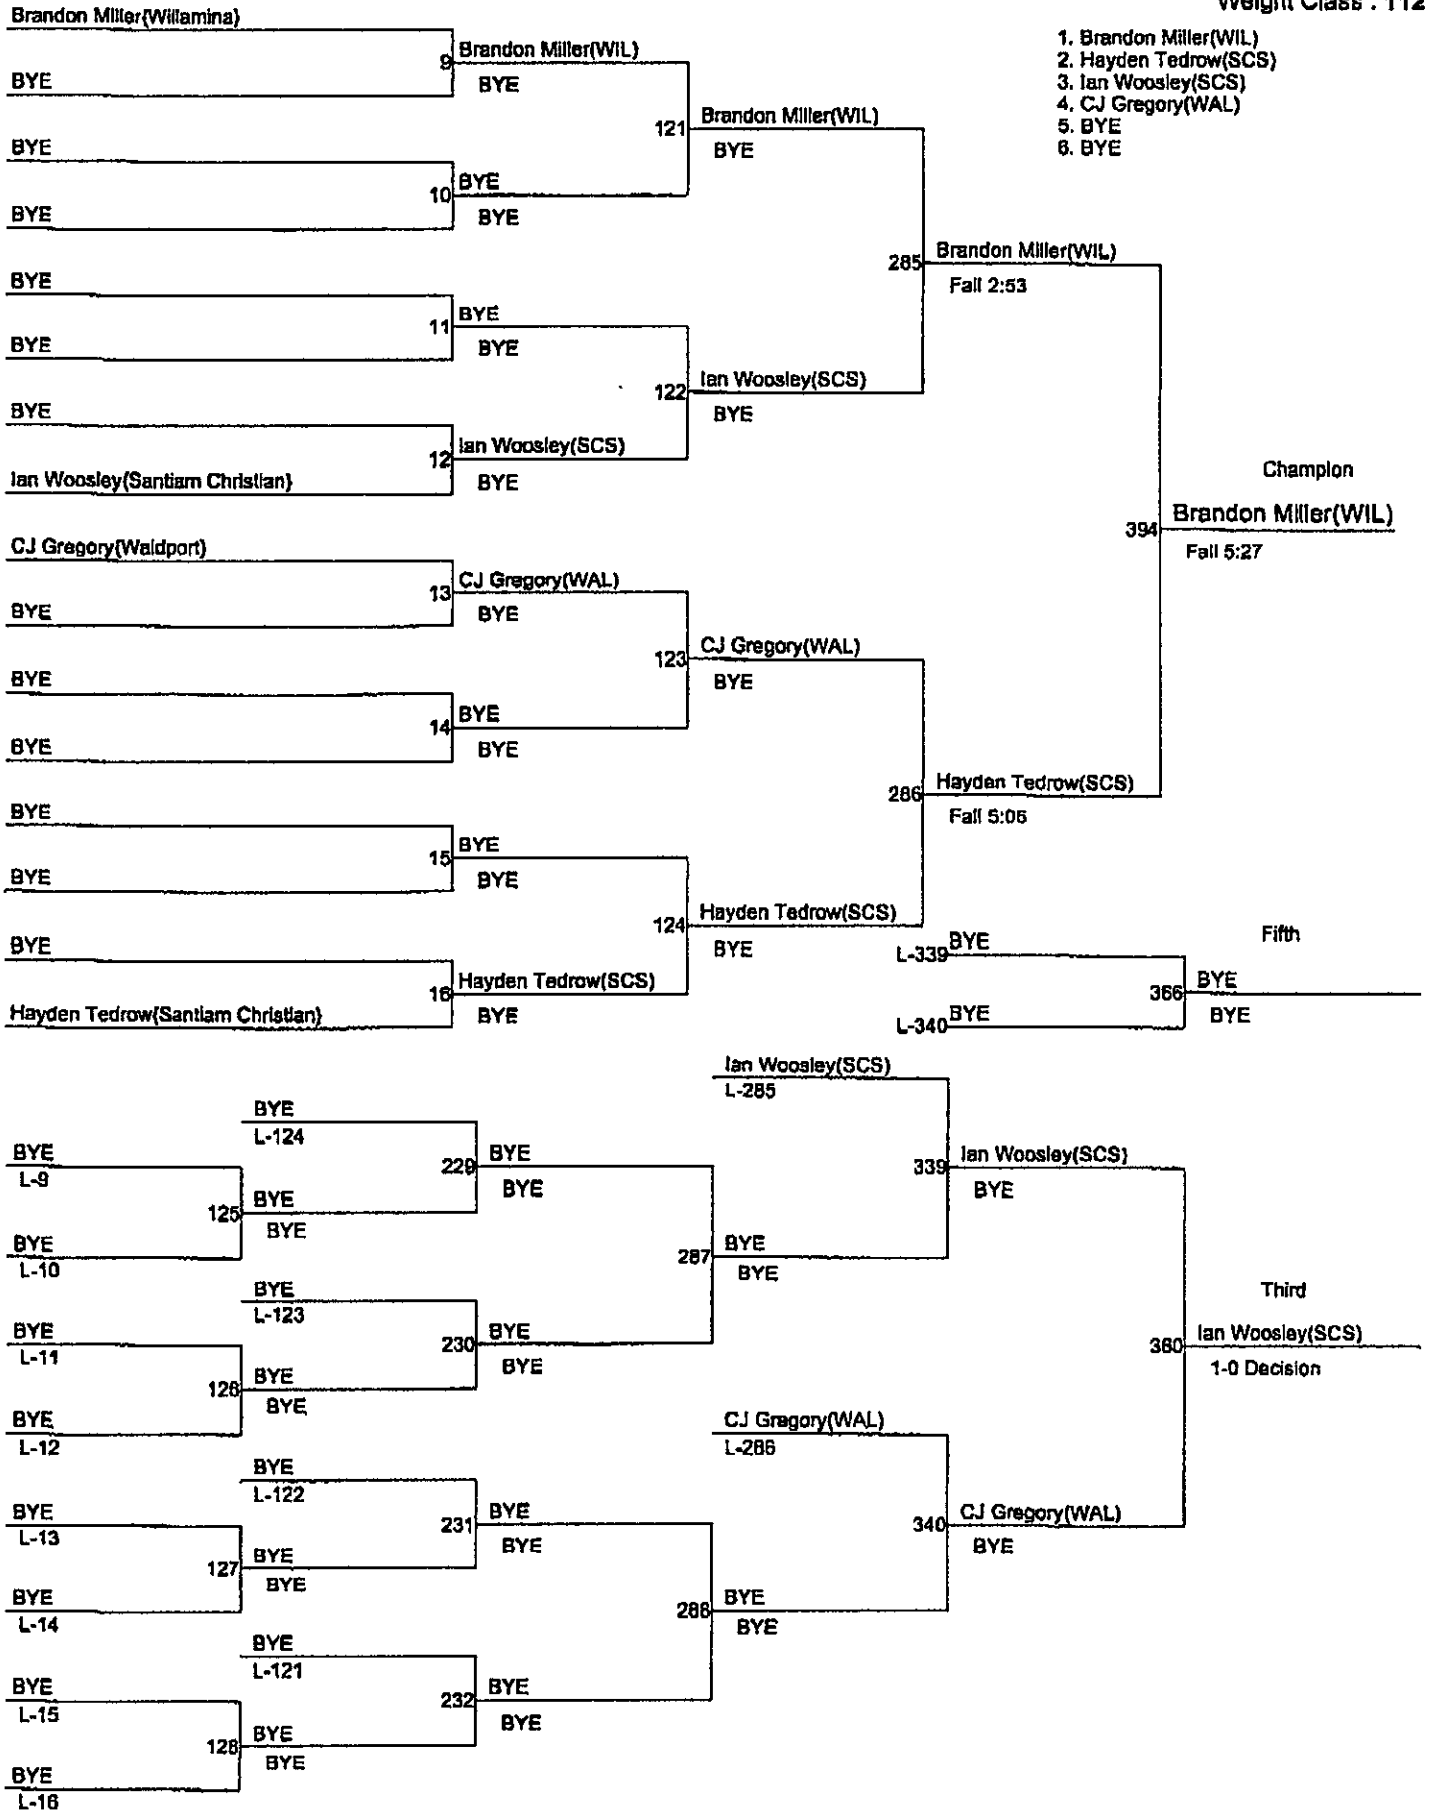 Weight Class : 112
1. Brandon Miller(WIL)
2. Hayden Tedrow(SCS)
3. Ian Woosley(SCS)
4. CJ Gregory(WAL)
5. BYE
6. BYE
Brandon Miller(Willamina)
9
Brandon Miller(WIL)
BYE
BYE
121
Brandon Miller(WIL)
BYE
BYE
10
BYE
BYE
BYE
285
Brandon Miller(WIL)
Fall 2:53
BYE
11
BYE
BYE
BYE
122
Ian Woosley(SCS)
BYE
BYE
12
Ian Woosley(SCS)
BYE
Ian Woosley(Santiam Christian)
Champion
394
Brandon Miller(WIL)
Fall 5:27
CJ Gregory(Waldport)
13
CJ Gregory(WAL)
BYE
BYE
123
CJ Gregory(WAL)
BYE
BYE
14
BYE
BYE
BYE
286
Hayden Tedrow(SCS)
Fall 5:06
BYE
15
BYE
BYE
BYE
124
Hayden Tedrow(SCS)
BYE
BYE
16
Hayden Tedrow(SCS)
BYE
Hayden Tedrow(Santiam Christian)
Fifth
L-339
BYE
366
BYE
BYE
L-340
BYE
Ian Woosley(SCS)
L-285
BYE
L-124
BYE
L-9
229
BYE
BYE
339
Ian Woosley(SCS)
BYE
125
BYE
BYE
BYE
L-10
287
BYE
BYE
BYE
L-123
BYE
L-11
230
BYE
BYE
Third
360
Ian Woosley(SCS)
1-0 Decision
126
BYE
BYE
BYE
L-12
CJ Gregory(WAL)
L-286
BYE
L-122
BYE
L-13
231
BYE
BYE
340
CJ Gregory(WAL)
BYE
127
BYE
BYE
BYE
L-14
288
BYE
BYE
BYE
L-121
BYE
L-15
232
BYE
BYE
128
BYE
BYE
BYE
L-16